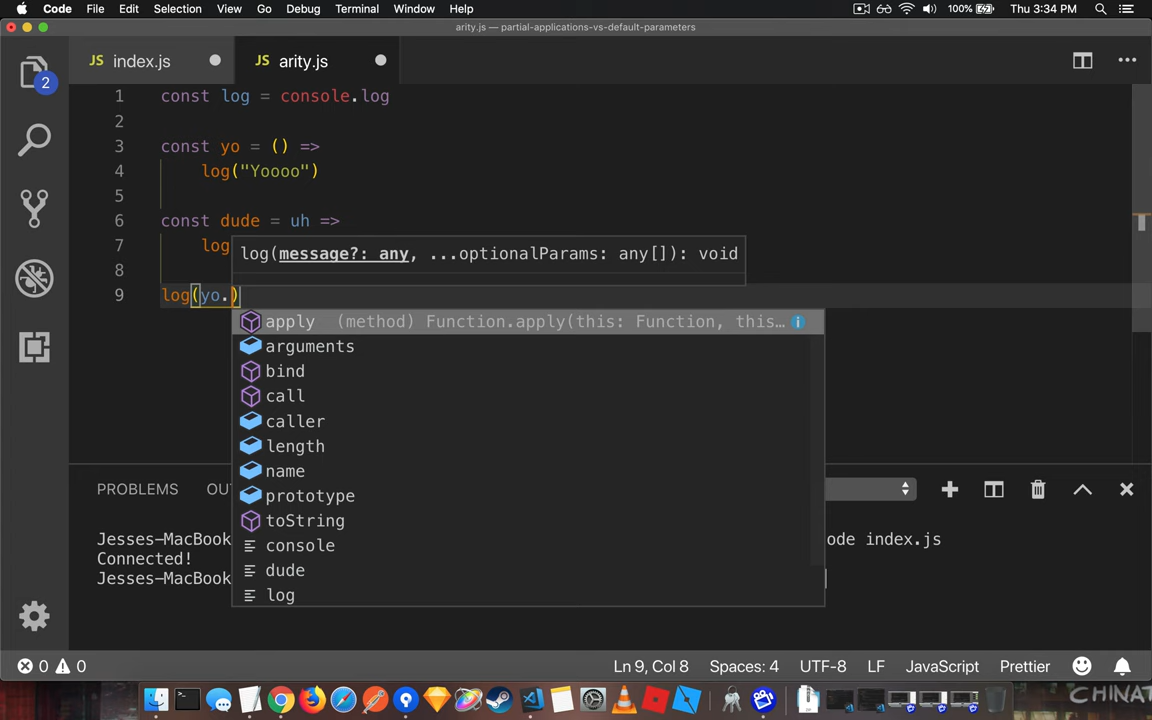 Code File Edit Selection View Go Debug Terminal Window Help 100% Thu 3:34 PM
arity.js — partial-applications-vs-default-parameters
JS index.js JS arity.js
2
1 const log = console.log
2
3 const yo = () =>
4 log("Yoooo")
5
6 const dude = uh =>
7 log
log(message?: any, ...optionalParams: any[]): void
8
9 log(yo.)
apply (method) Function.apply(this: Function, this…
arguments
bind
call
caller
length
name
prototype
toString
console
dude
log
PROBLEMS OU
Jesses-MacBook ode index.js
Connected!
Jesses-MacBook
0 0 Ln 9, Col 8 Spaces: 4 UTF-8 LF JavaScript Prettier
CHINAT